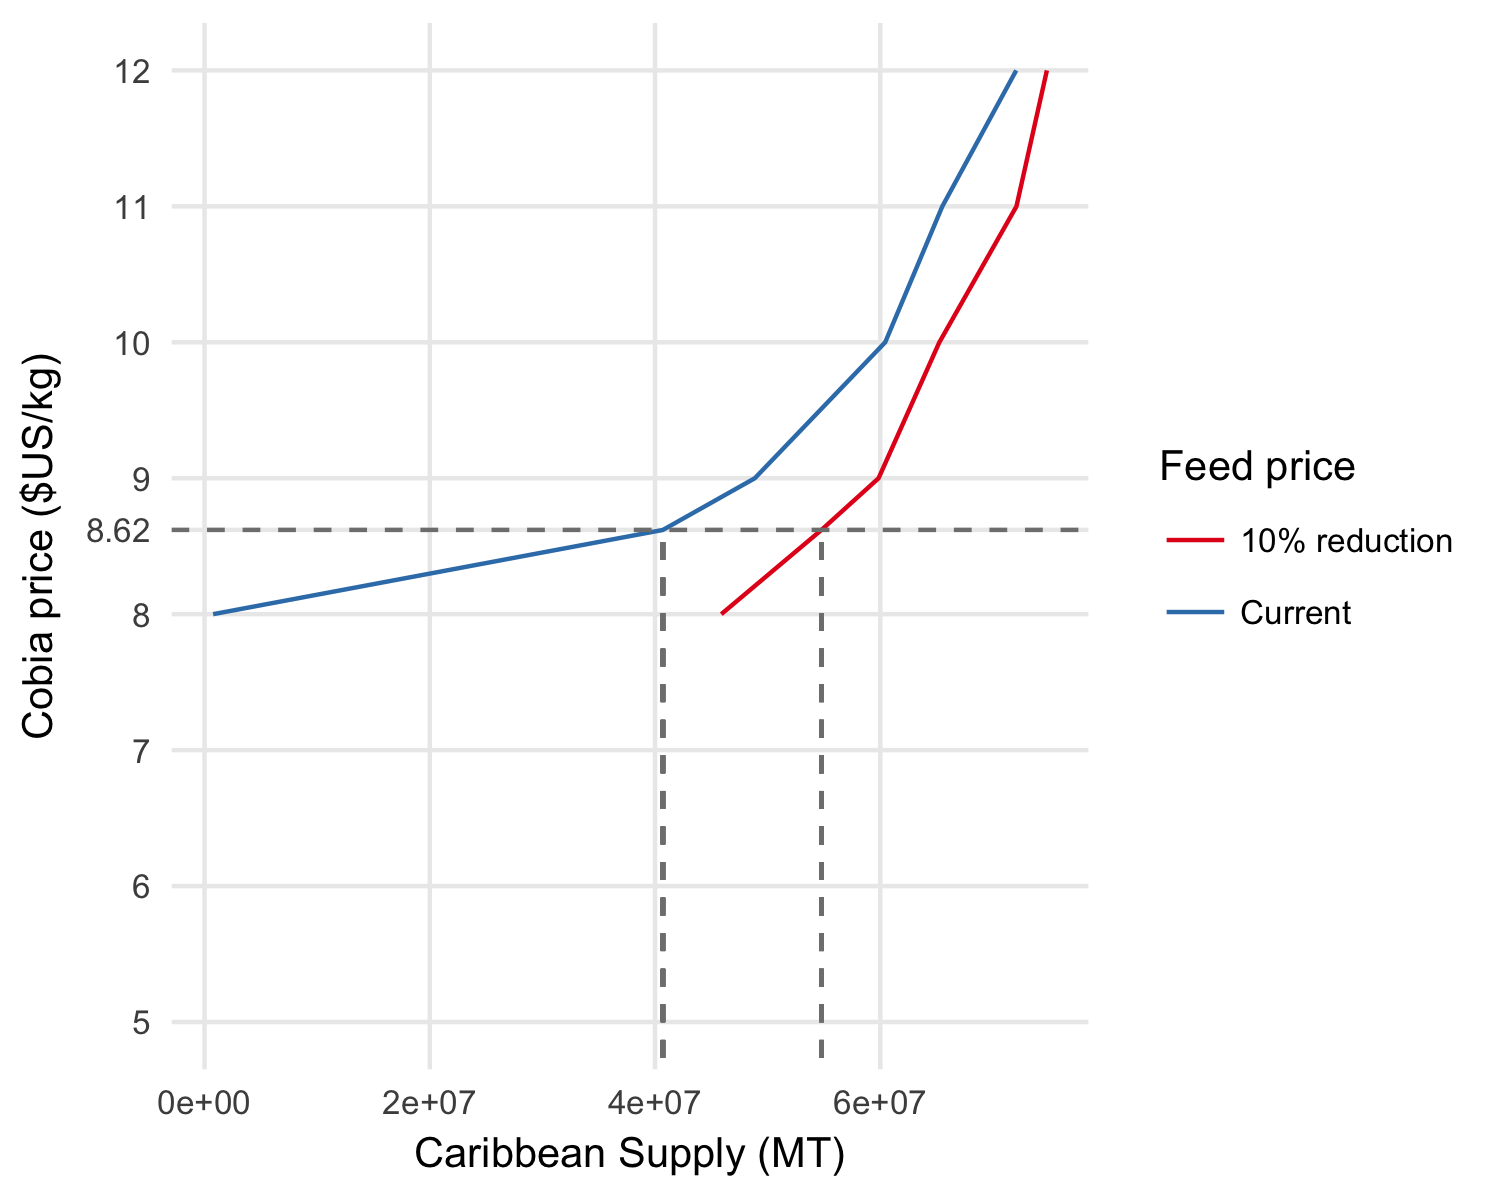 12
11
10
9
8.62
8
7
6
5
Cobia price ($US/kg)
0e+00 2e+07 4e+07 6e+07
Caribbean Supply (MT)
Feed price
10% reduction
Current